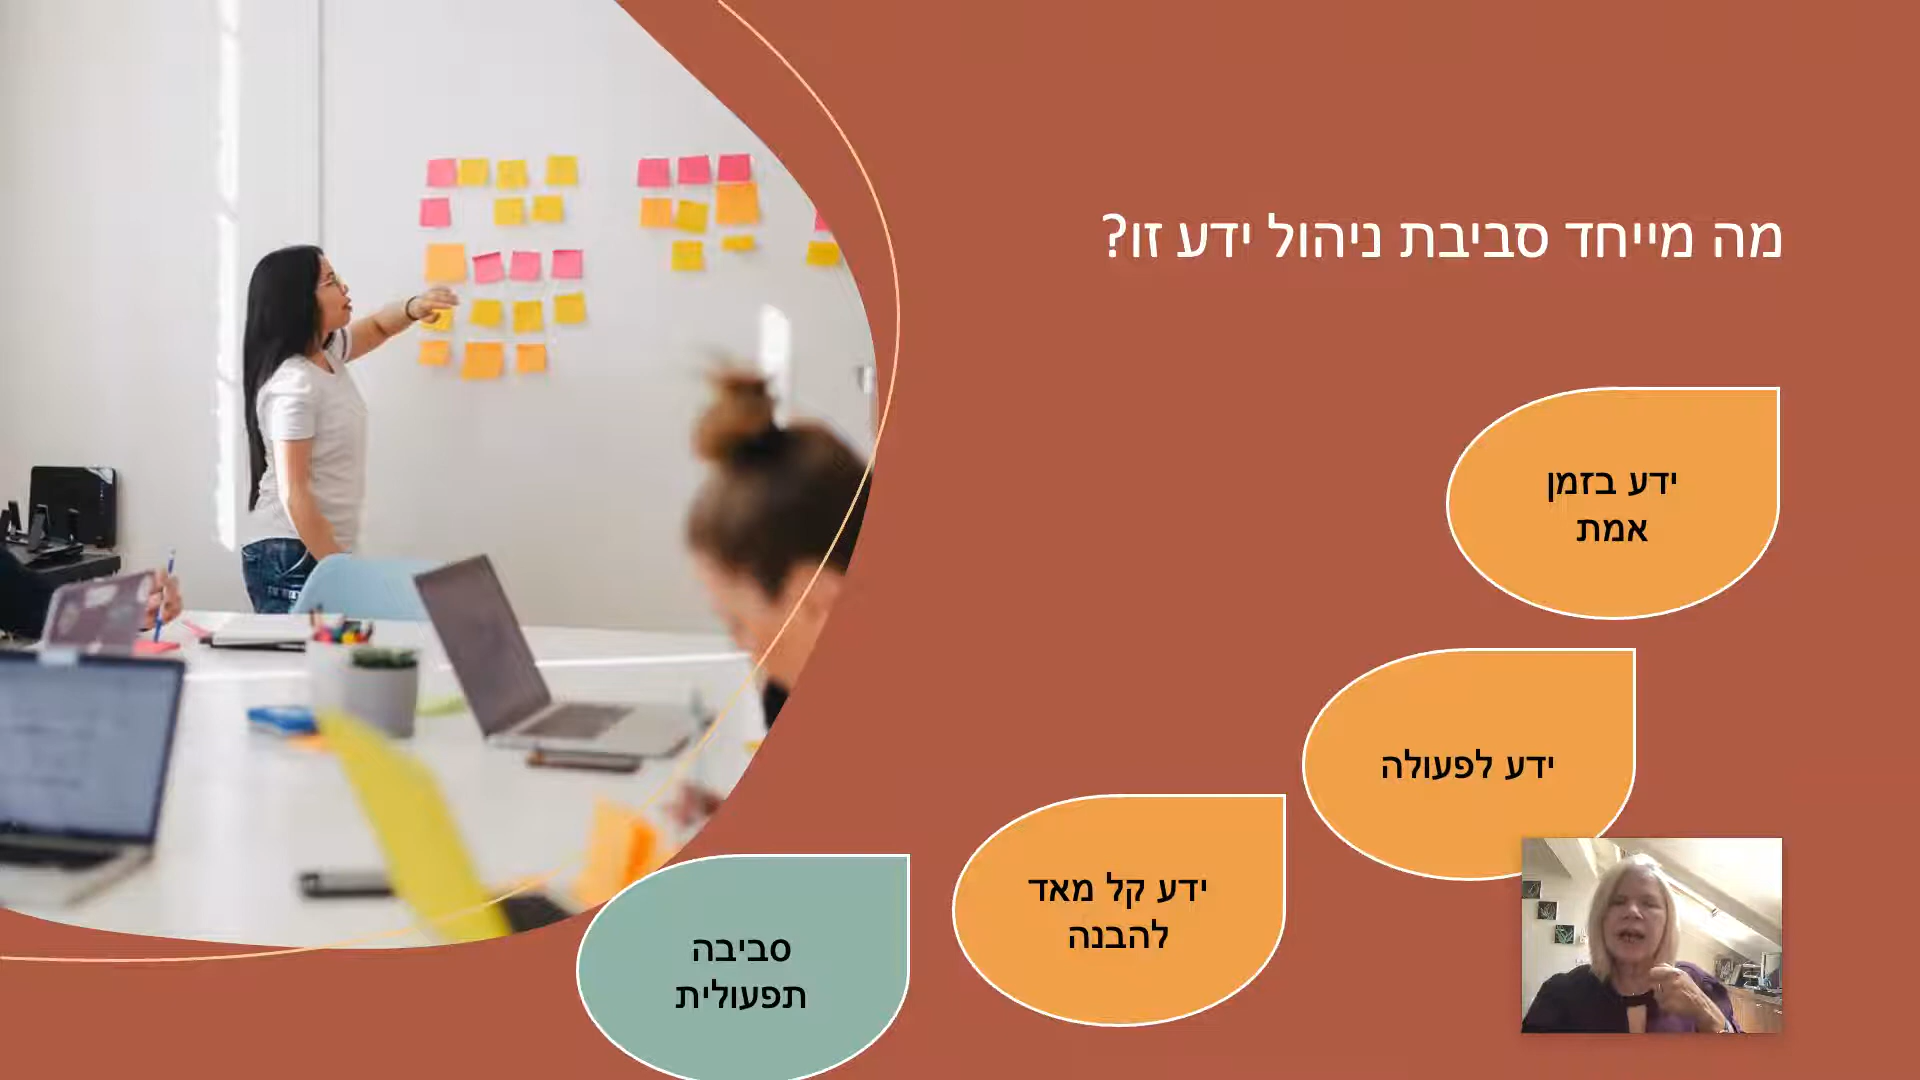 מה מייחד סביבת ניהול ידע זו?
ידע בזמן
אמת
ידע לפעולה
ידע קל מאד
להבנה
סביבה
תפעולית